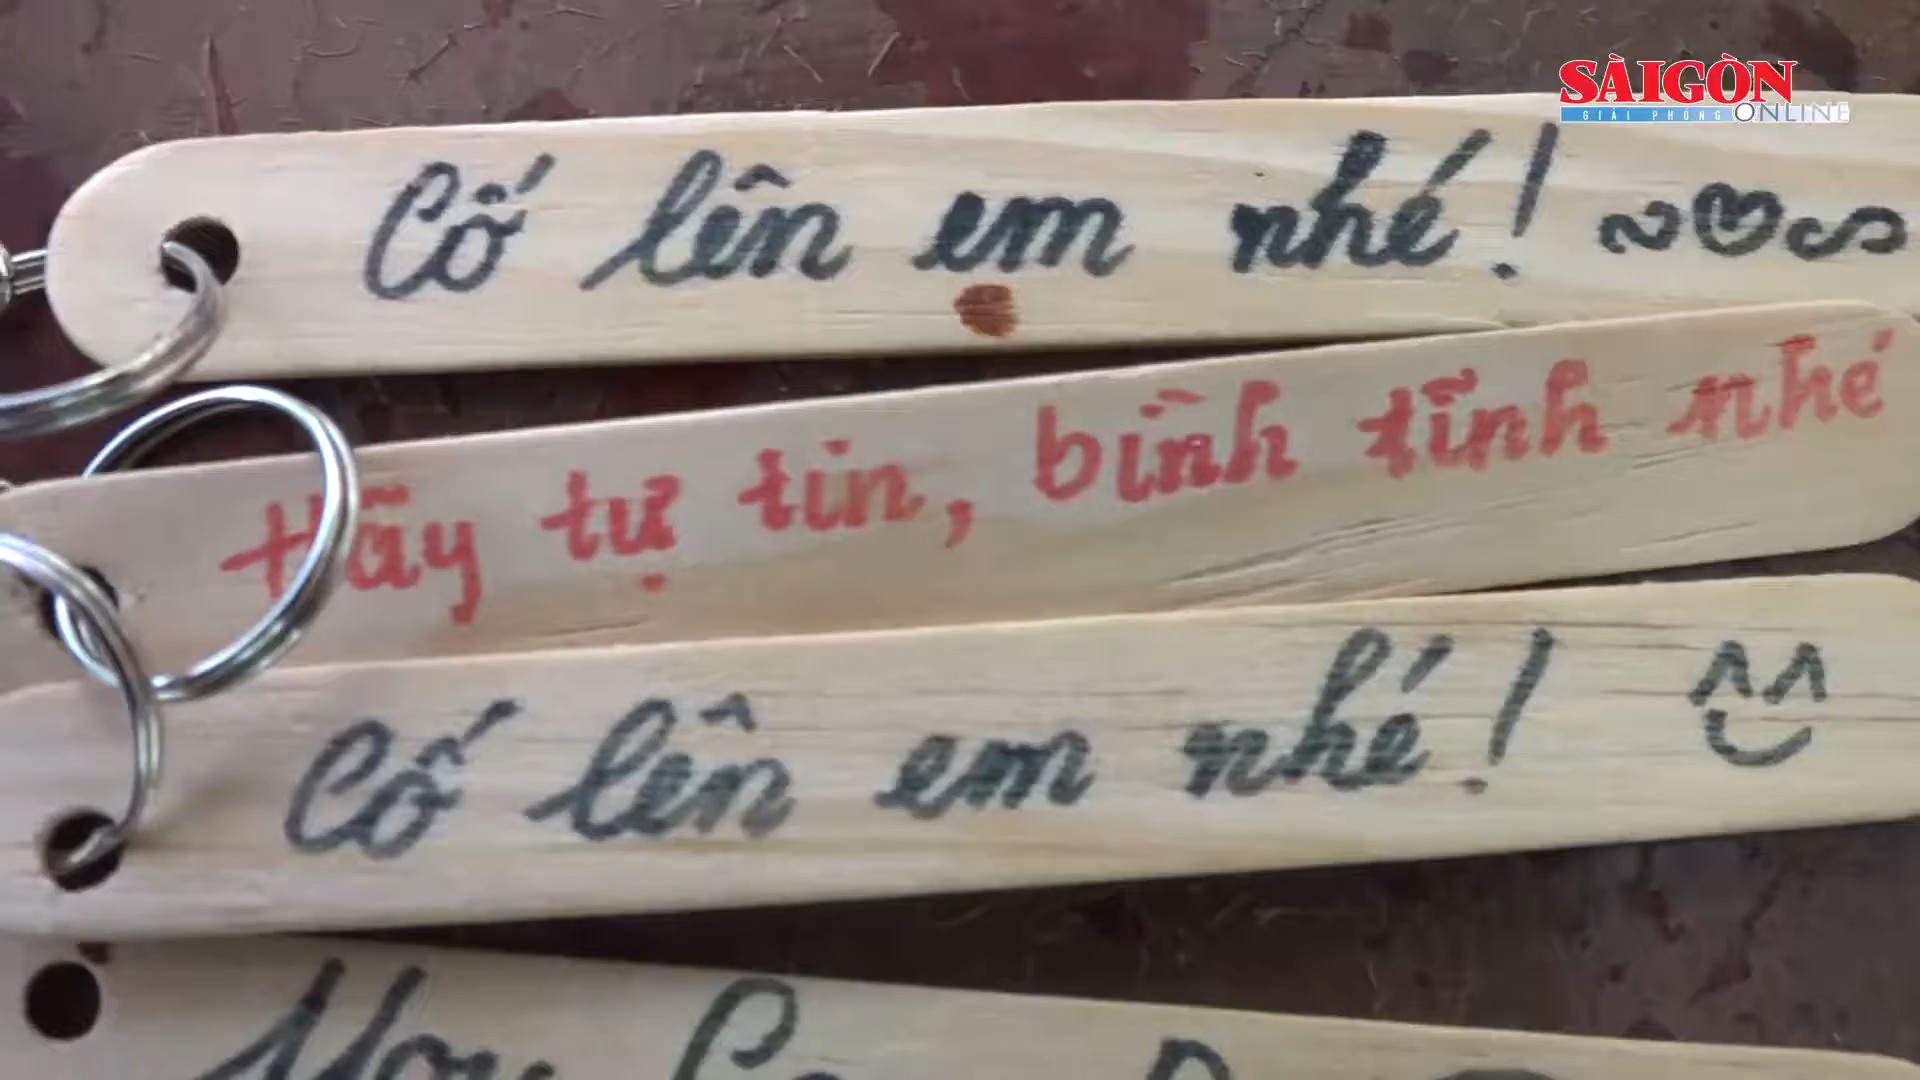 SÀIGÒN
GIẢI PHÓNG ONLINE
Cố lên em nhé!
Hãy tự tin, bình tĩnh nhé
Cố lên em nhé!